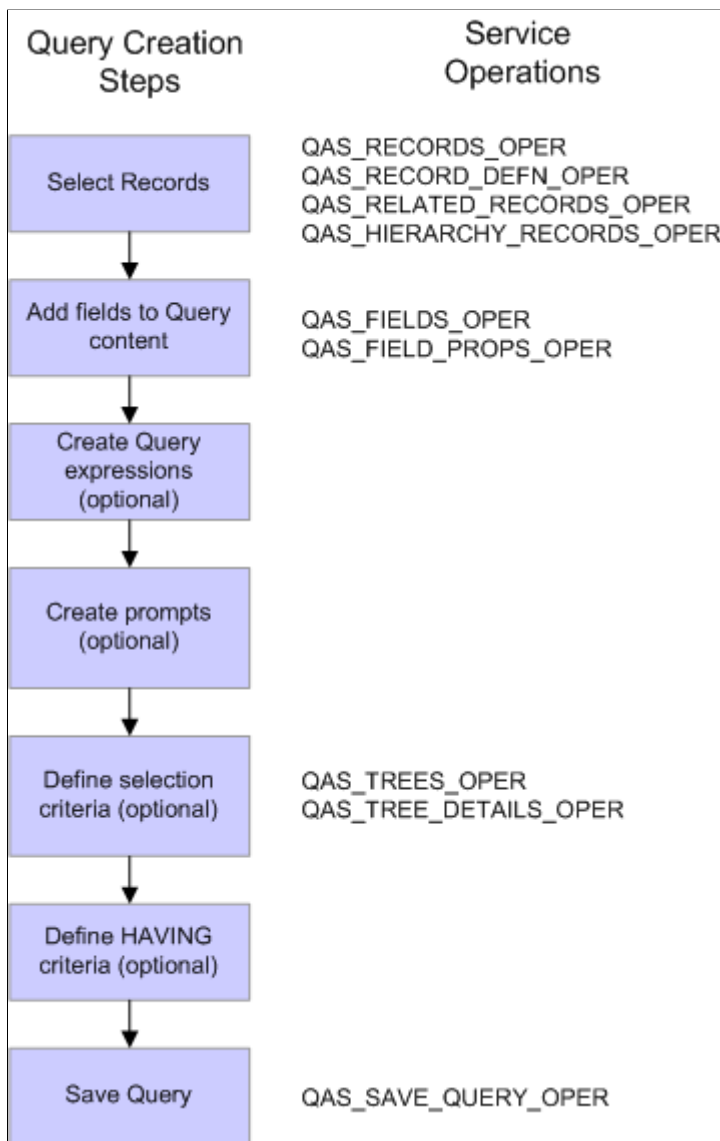 Query Creation
Steps
Service
Operations
Select Records
QAS_RECORDS_OPER
QAS_RECORD_DEFN_OPER
QAS_RELATED_RECORDS_OPER
QAS_HIERARCHY_RECORDS_OPER
Add fields to Query
content
QAS_FIELDS_OPER
QAS_FIELD_PROPS_OPER
Create Query
expressions
(optional)
Create prompts
(optional)
Define selection
criteria (optional)
QAS_TREES_OPER
QAS_TREE_DETAILS_OPER
Define HAVING
criteria (optional)
Save Query
QAS_SAVE_QUERY_OPER